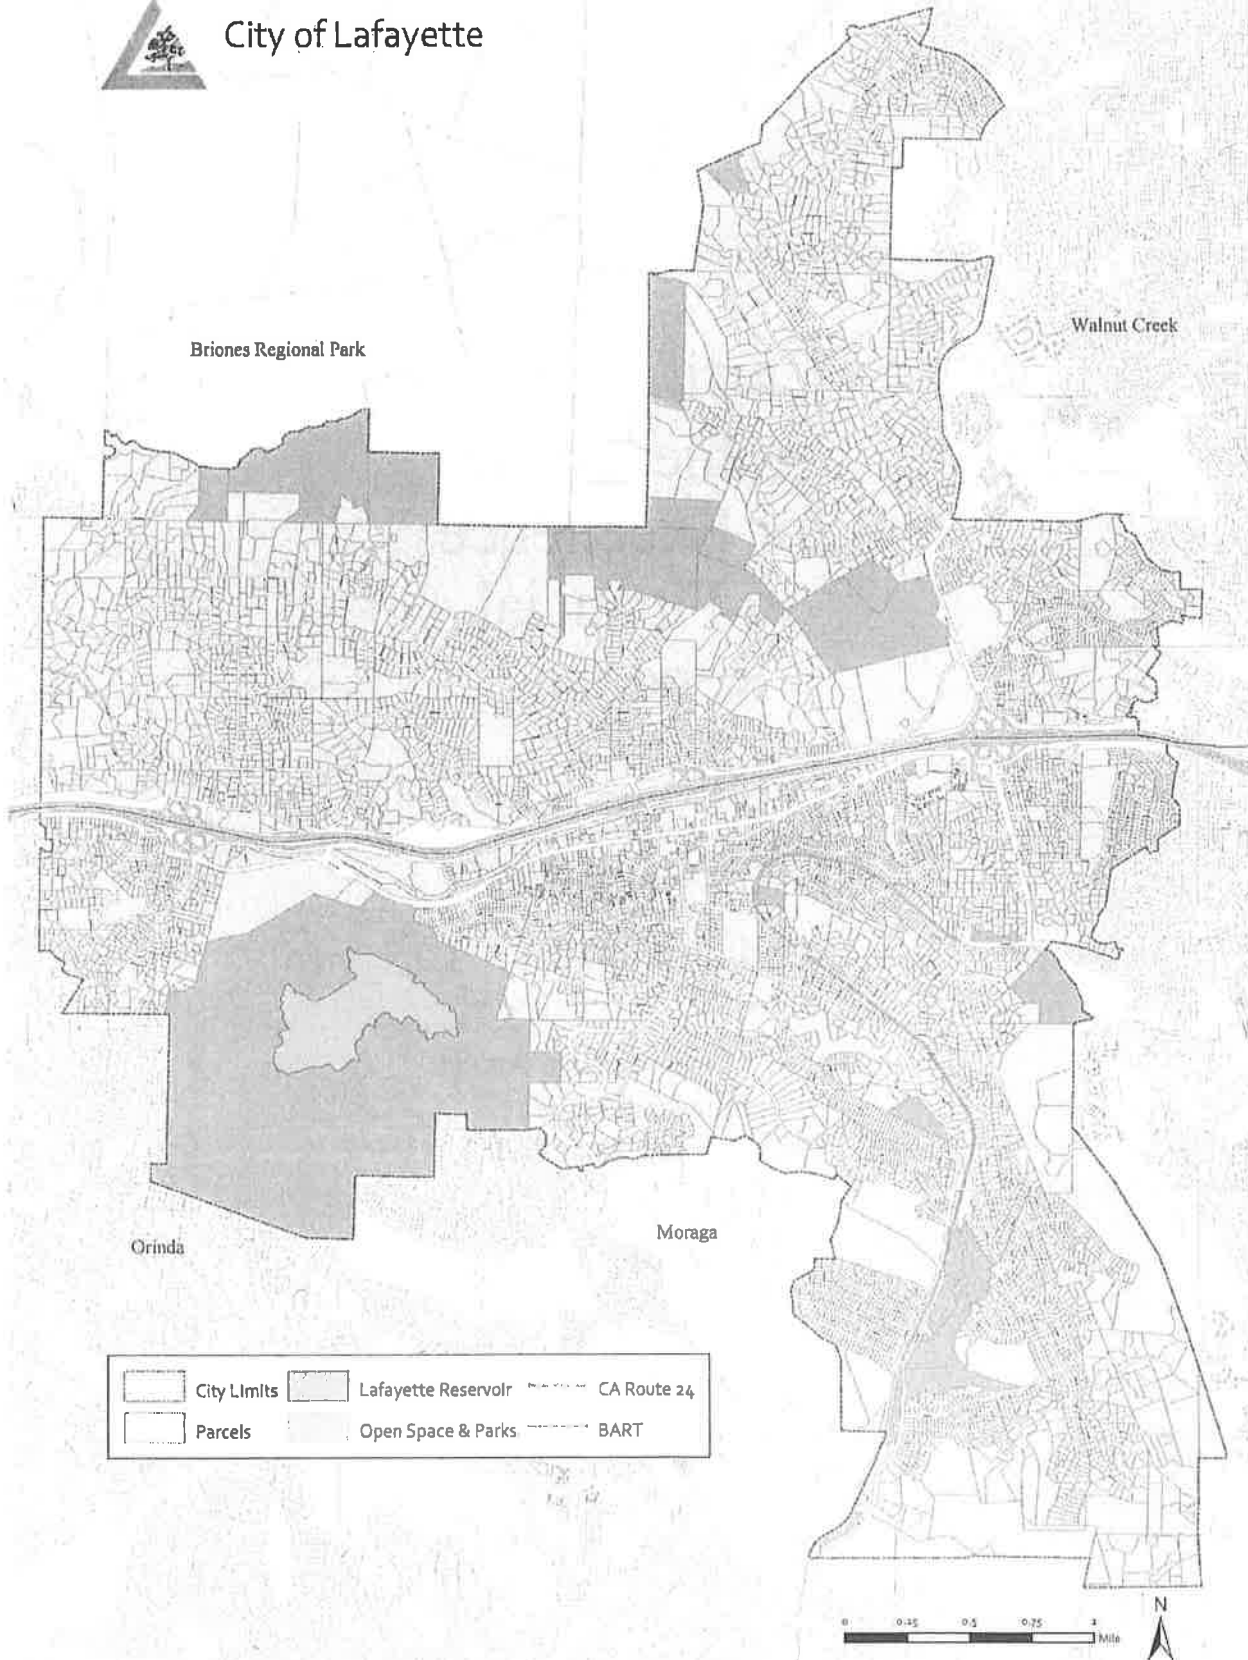 City of Lafayette
Walnut Creek
Briones Regional Park
Moraga
Orinda
City Limits
Lafayette Reservoir
CA Route 24
Parcels
Open Space & Parks
BART
N
0 0.25 0.5 0.75 1
Mile